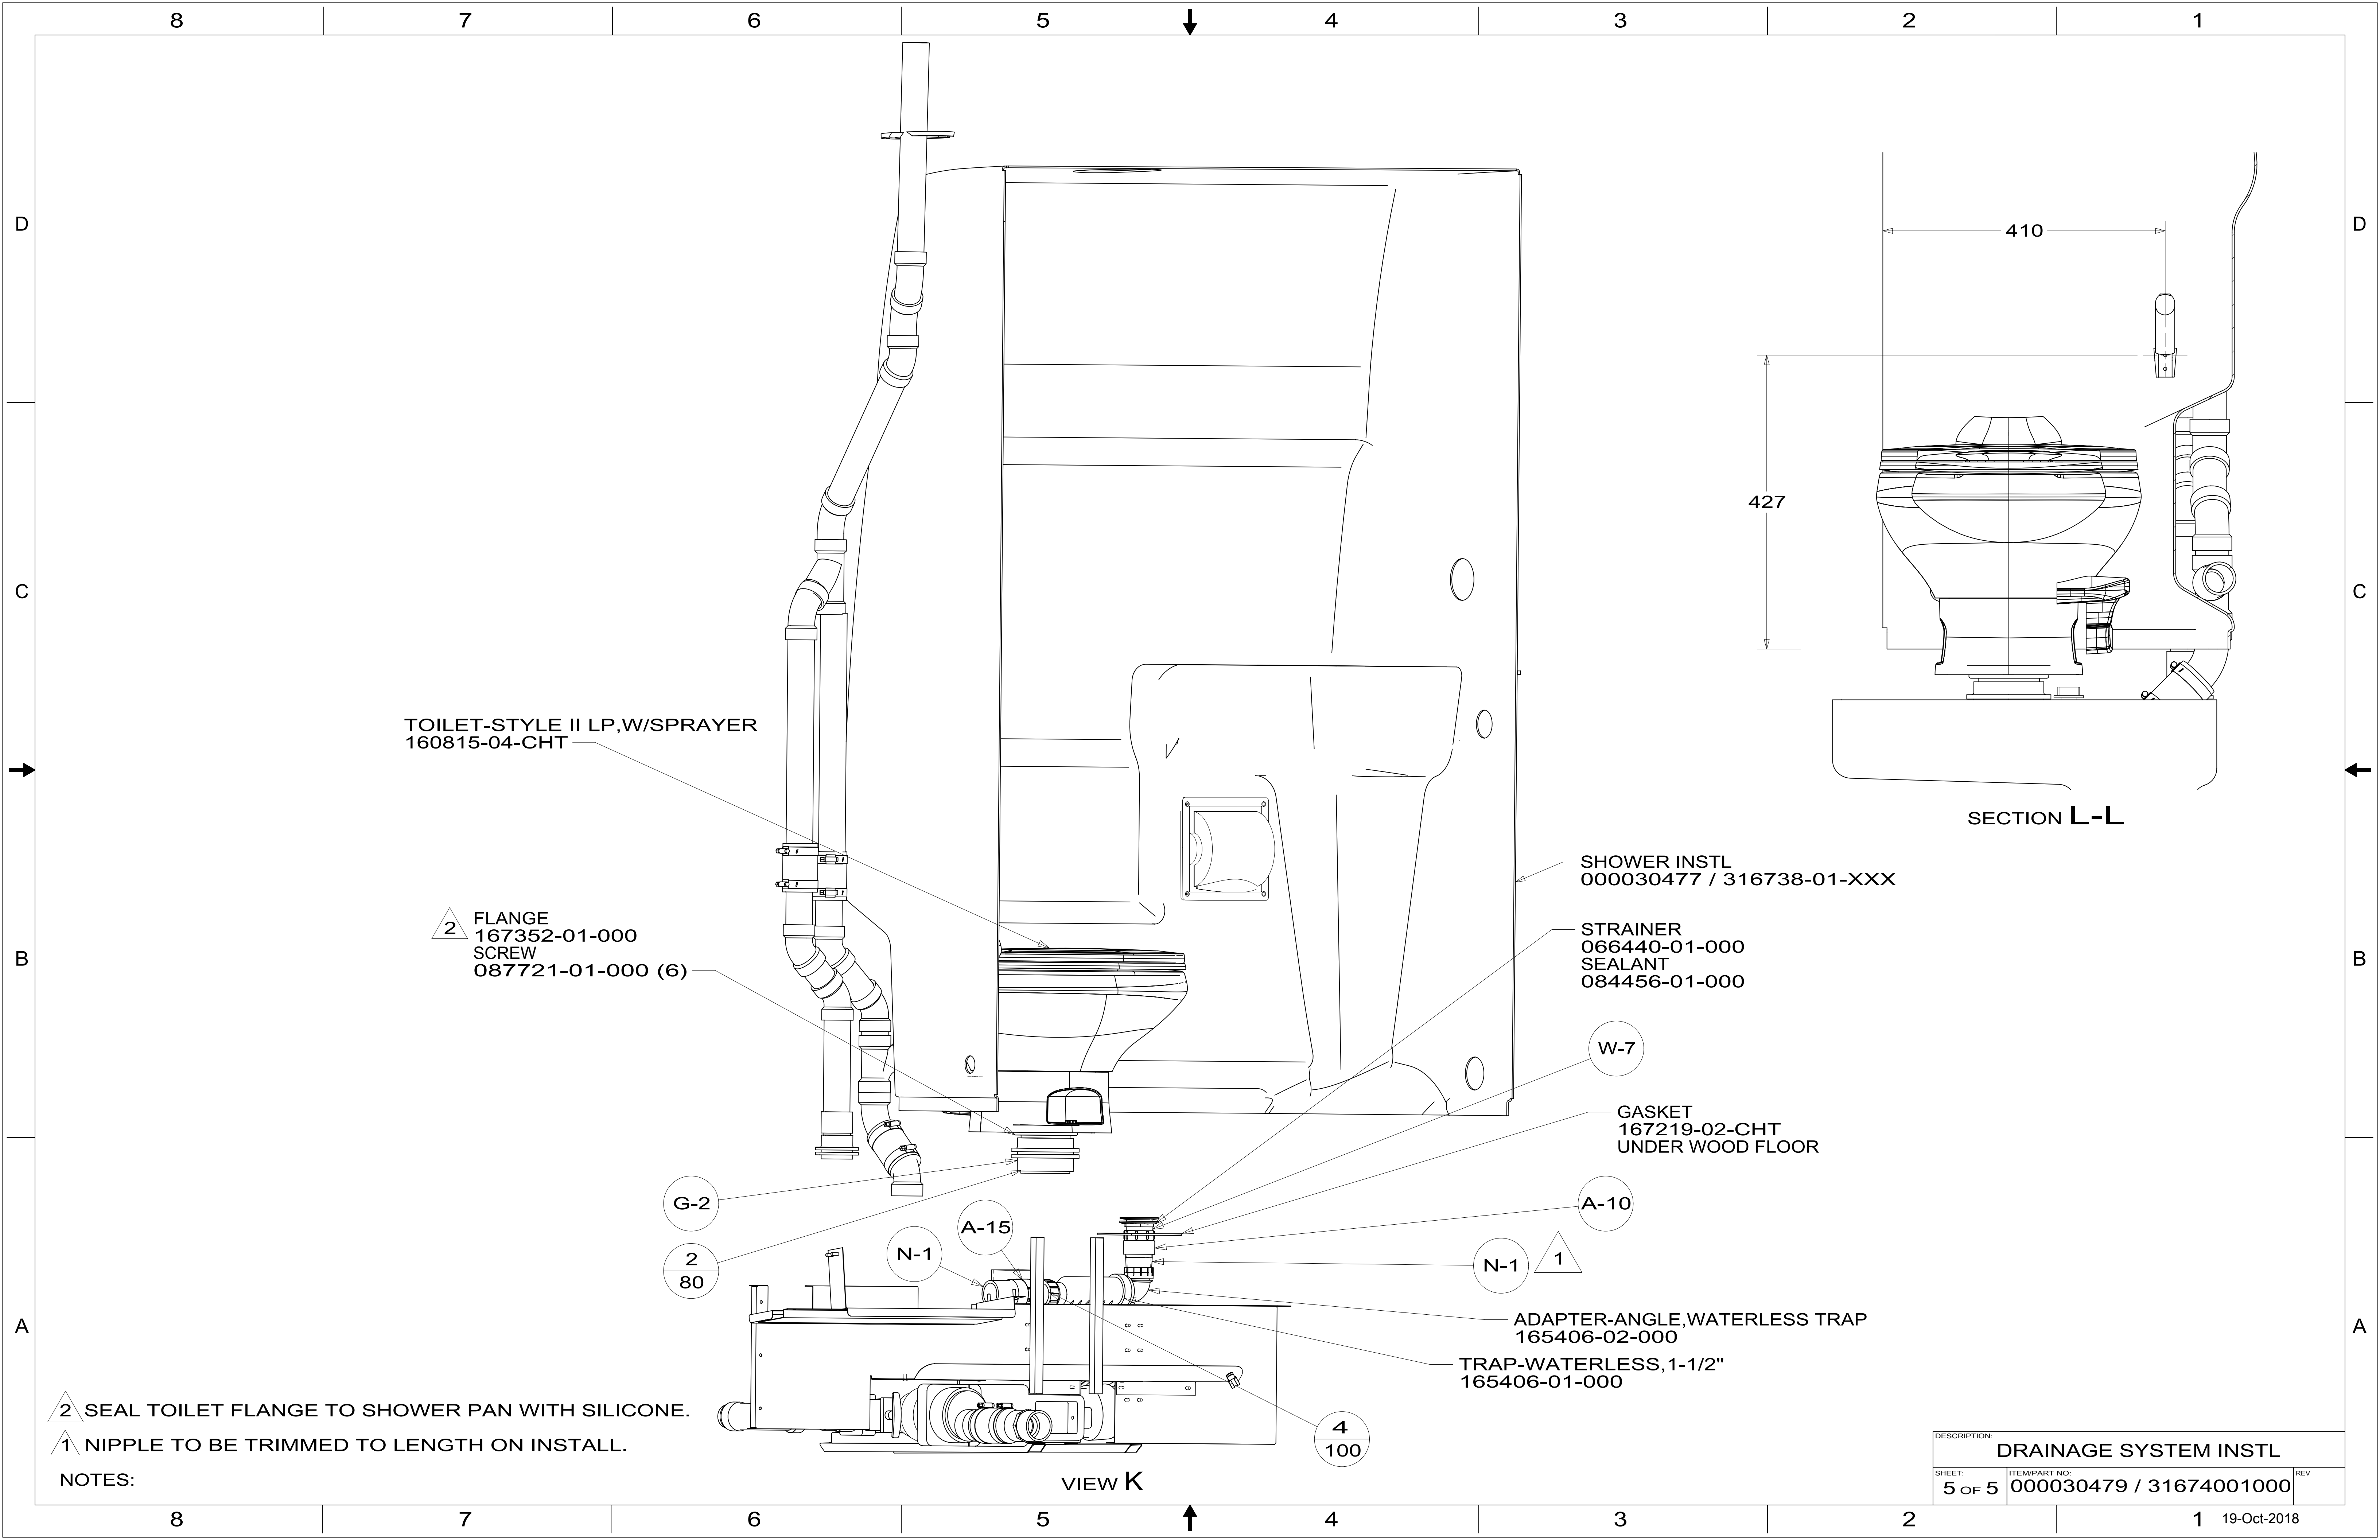 8 7 6 5 4 3 2 1
D
D
410
427
C
C
SECTION L-L
TOILET-STYLE II LP,W/SPRAYER
160815-04-CHT
SHOWER INSTL
000030477 / 316738-01-XXX
2
FLANGE
167352-01-000
SCREW
087721-01-000 (6)
STRAINER
066440-01-000
SEALANT
084456-01-000
B
B
W-7
GASKET
167219-02-CHT
UNDER WOOD FLOOR
G-2
A-15
A-10
N-1
2
80
N-1
1
ADAPTER-ANGLE,WATERLESS TRAP
165406-02-000
A
A
TRAP-WATERLESS,1-1/2"
165406-01-000
4
100
2 SEAL TOILET FLANGE TO SHOWER PAN WITH SILICONE.
1 NIPPLE TO BE TRIMMED TO LENGTH ON INSTALL.
NOTES:
VIEW K
DESCRIPTION:
DRAINAGE SYSTEM INSTL
SHEET:
5 OF 5
ITEM/PART NO:
000030479 / 31674001000
REV
8 7 6 5 4 3 2 1
19-Oct-2018